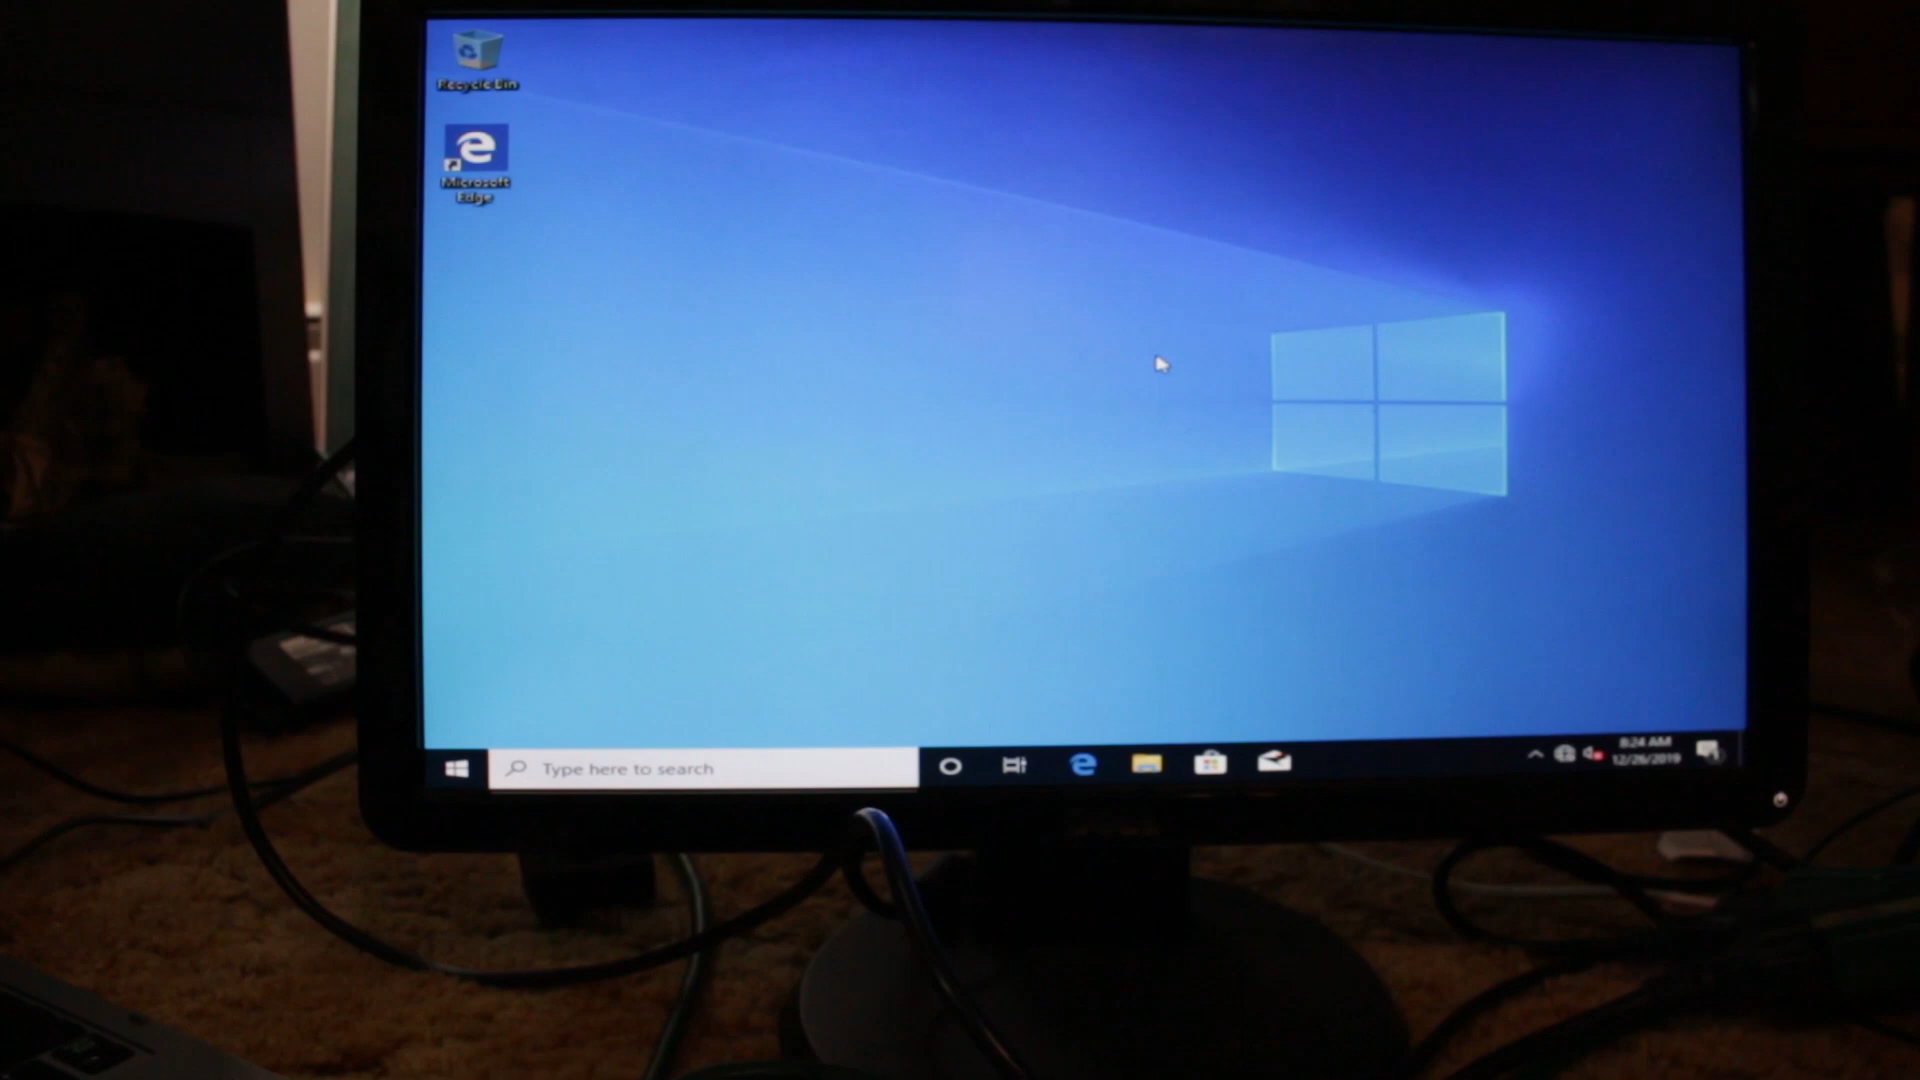 Recycle Bin
Microsoft
Edge
Type here to search
8:24 AM
12/26/2019